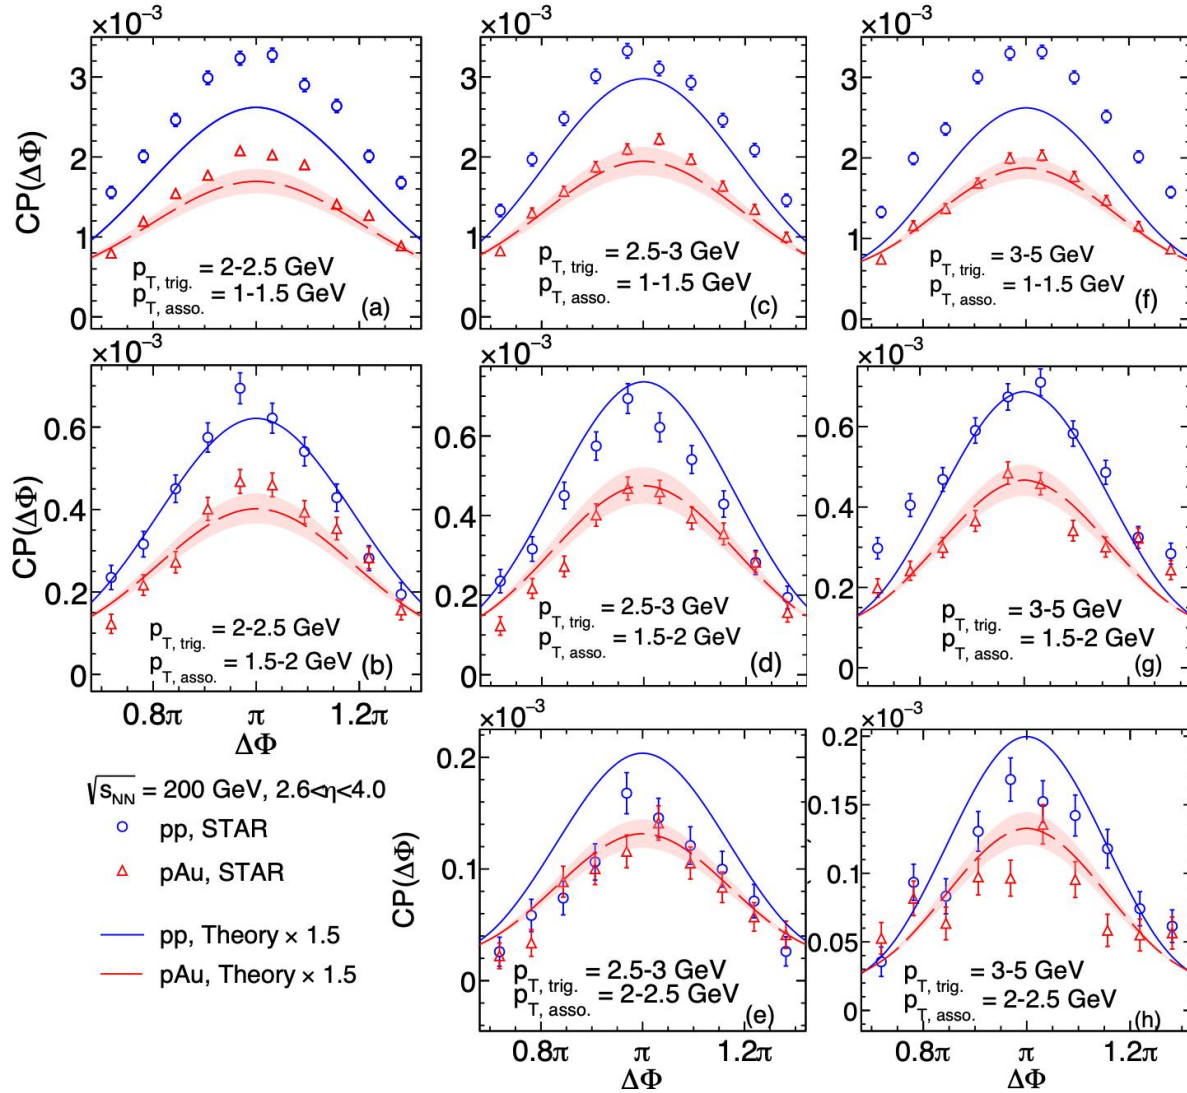 ×10⁻³
×10⁻³
×10⁻³
3
2
1
0
CP(ΔΦ)
p_T, trig. = 2-2.5 GeV
p_T, asso. = 1-1.5 GeV
(a)
3
2
1
0
p_T, trig. = 2.5-3 GeV
p_T, asso. = 1-1.5 GeV
(c)
3
2
1
0
p_T, trig. = 3-5 GeV
p_T, asso. = 1-1.5 GeV
(f)
×10⁻³
×10⁻³
×10⁻³
0.6
0.4
0.2
0
CP(ΔΦ)
p_T, trig. = 2-2.5 GeV
p_T, asso. = 1.5-2 GeV
(b)
0.8π π 1.2π
ΔΦ
0.6
0.4
0.2
0
p_T, trig. = 2.5-3 GeV
p_T, asso. = 1.5-2 GeV
(d)
0.6
0.4
0.2
0
p_T, trig. = 3-5 GeV
p_T, asso. = 1.5-2 GeV
(g)
√s_NN = 200 GeV, 2.6<η<4.0
pp, STAR
pAu, STAR
pp, Theory × 1.5
pAu, Theory × 1.5
×10⁻³
×10⁻³
0.2
0.1
0
CP(ΔΦ)
p_T, trig. = 2.5-3 GeV
p_T, asso. = 2-2.5 GeV
(e)
0.8π π 1.2π
ΔΦ
0.2
0.15
0.1
0.05
0
p_T, trig. = 3-5 GeV
p_T, asso. = 2-2.5 GeV
(h)
0.8π π 1.2π
ΔΦ